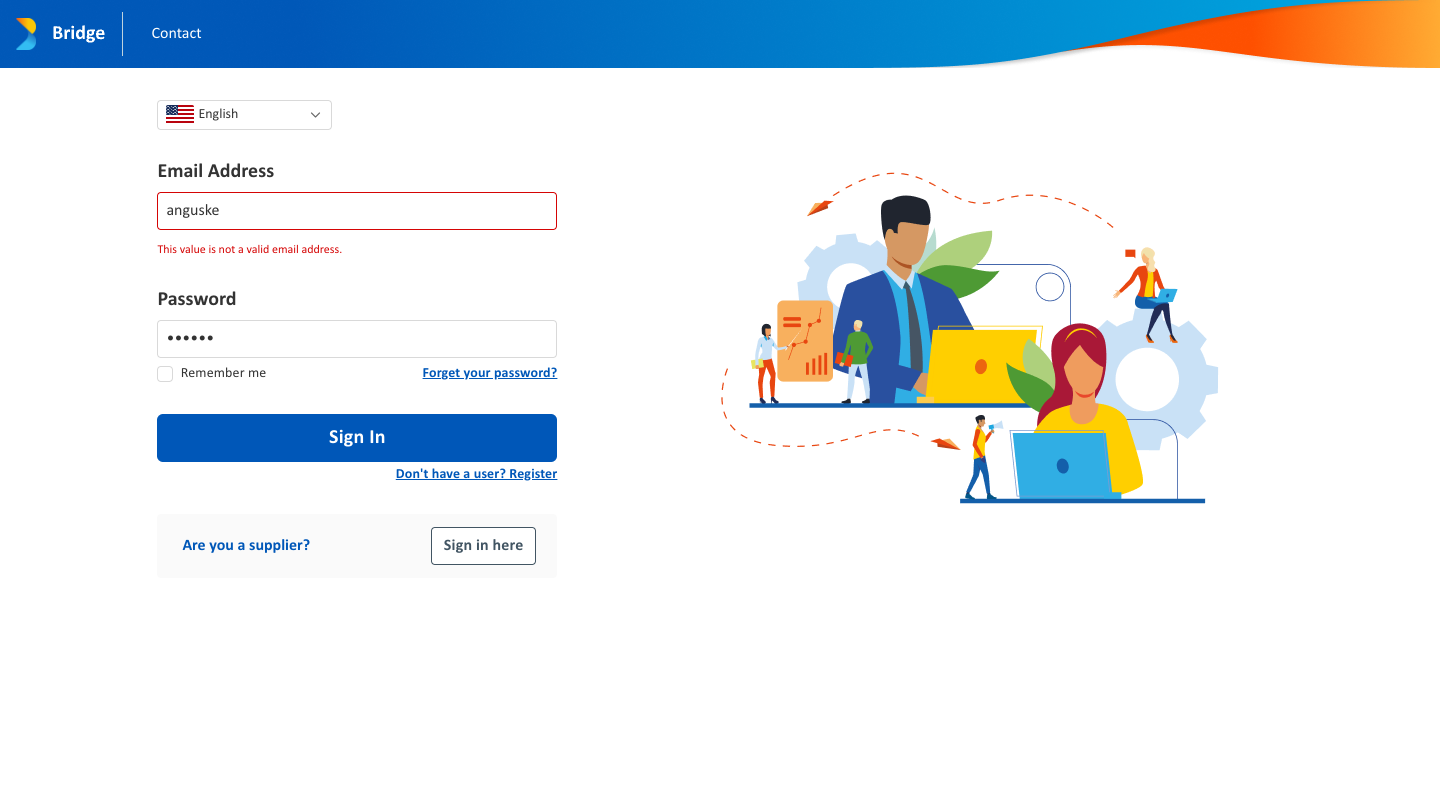 Bridge
Contact
English
Email Address
anguske
This value is not a valid email address.
Password
••••••
Remember me
Forget your password?
Sign In
Don't have a user? Register
Are you a supplier?
Sign in here